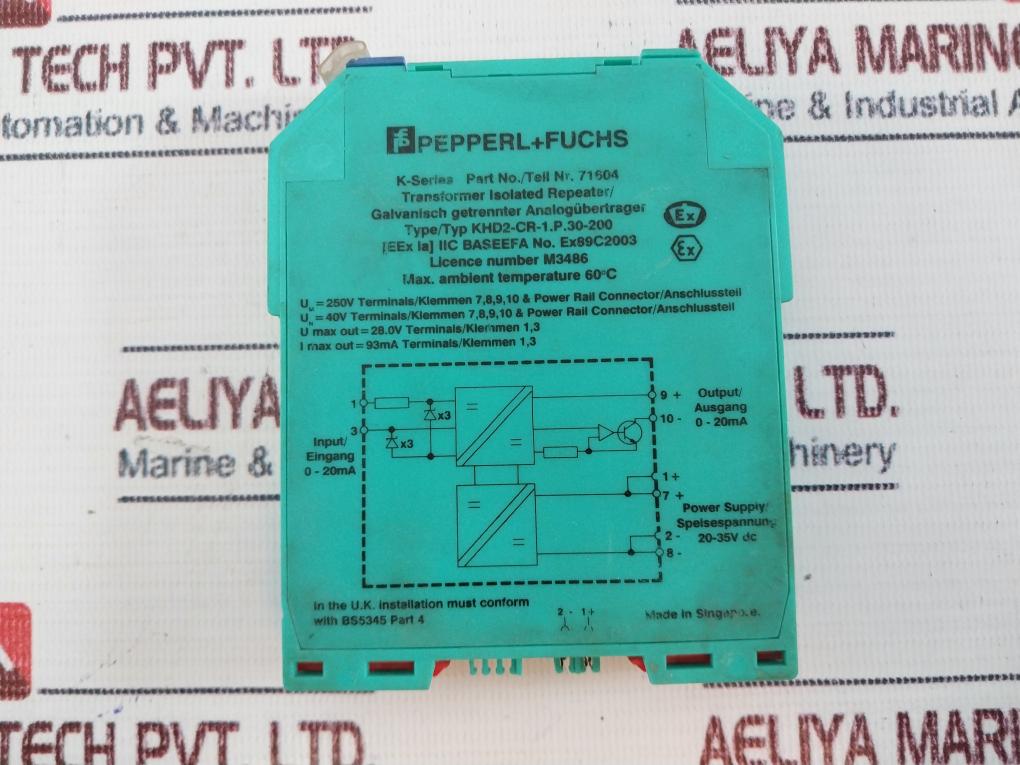 TECH PVT. LTD.
AELIYA MARINE
tomation & Machin
ine & Industrial A
PEPPERL+FUCHS
K-Series Part No./Teil Nr. 71604
Transformer Isolated Repeater/
Galvanisch getrennter Analogübertrager
Type/Typ KHD2-CR-1.P.30-200
[EEx ia] IIC BASEEFA No. Ex89C2003
Licence number M3486
Max. ambient temperature 60°C
Ex
Ex
UM = 250V Terminals/Klemmen 7,8,9,10 & Power Rail Connector/Anschlussteil
UN = 40V Terminals/Klemmen 7,8,9,10 & Power Rail Connector/Anschlussteil
U max out = 28.0V Terminals/Klemmen 1,3
I max out = 93mA Terminals/Klemmen 1,3
1
3
x3
x3
Input/
Eingang
0 - 20mA
9 +
10 -
Output/
Ausgang
0 - 20mA
1 +
7 +
2 -
8 -
Power Supply/
Speisespannung
20-35V dc
In the U.K. installation must conform
with BS5345 Part 4
2 - 1 +
Made in Singapore.
AELIYA
LTD.
Marine &
hinery
TECH PVT. LTD.
AELIYA MARIN